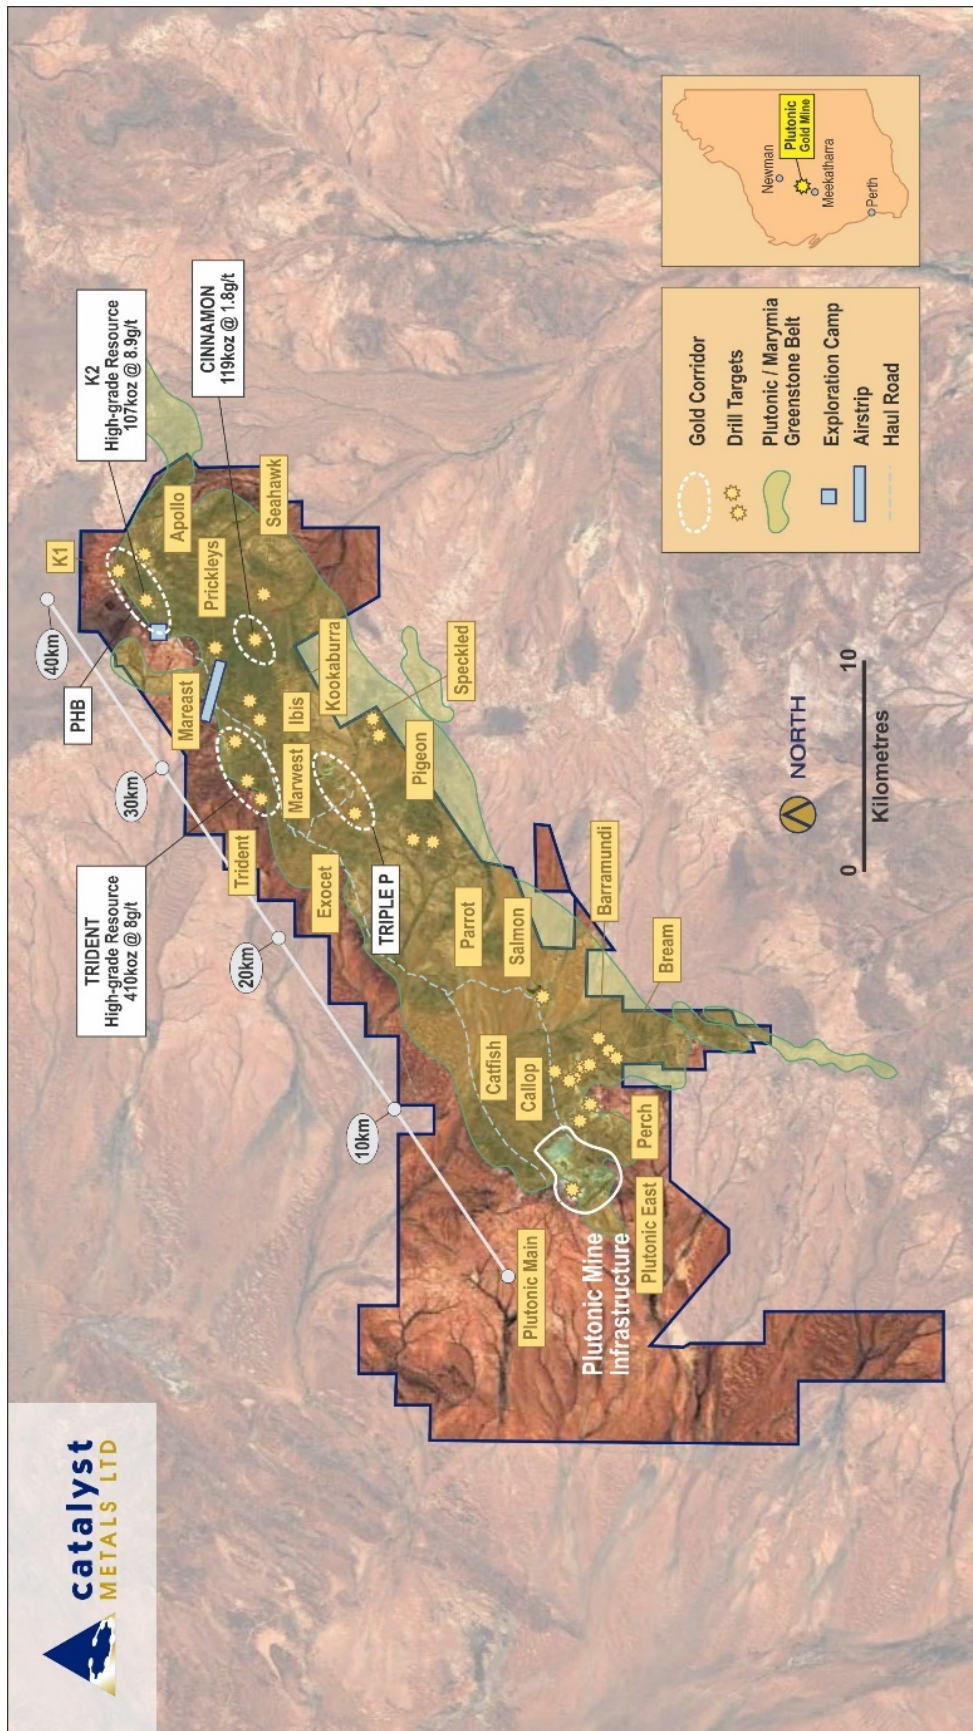 catalyst
METALS LTD
TRIDENT
High-grade Resource
410koz @ 8g/t
PHB
K2
High-grade Resource
107koz @ 8.9g/t
CINNAMON
119koz @ 1.8g/t
K1
40km
30km
20km
10km
Apollo
Prickleys
Seahawk
Mareast
Ibis
Kookaburra
Marwest
Trident
Exocet
TRIPLE P
Pigeon
Speckled
Parrot
Salmon
Barramundi
Bream
Catfish
Callop
Perch
Plutonic East
Plutonic Main
Plutonic Mine
Infrastructure
NORTH
0
10
Kilometres
Gold Corridor
Drill Targets
Plutonic / Marymia
Greenstone Belt
Exploration Camp
Airstrip
Haul Road
Newman
Plutonic
Gold Mine
Meekatharra
Perth